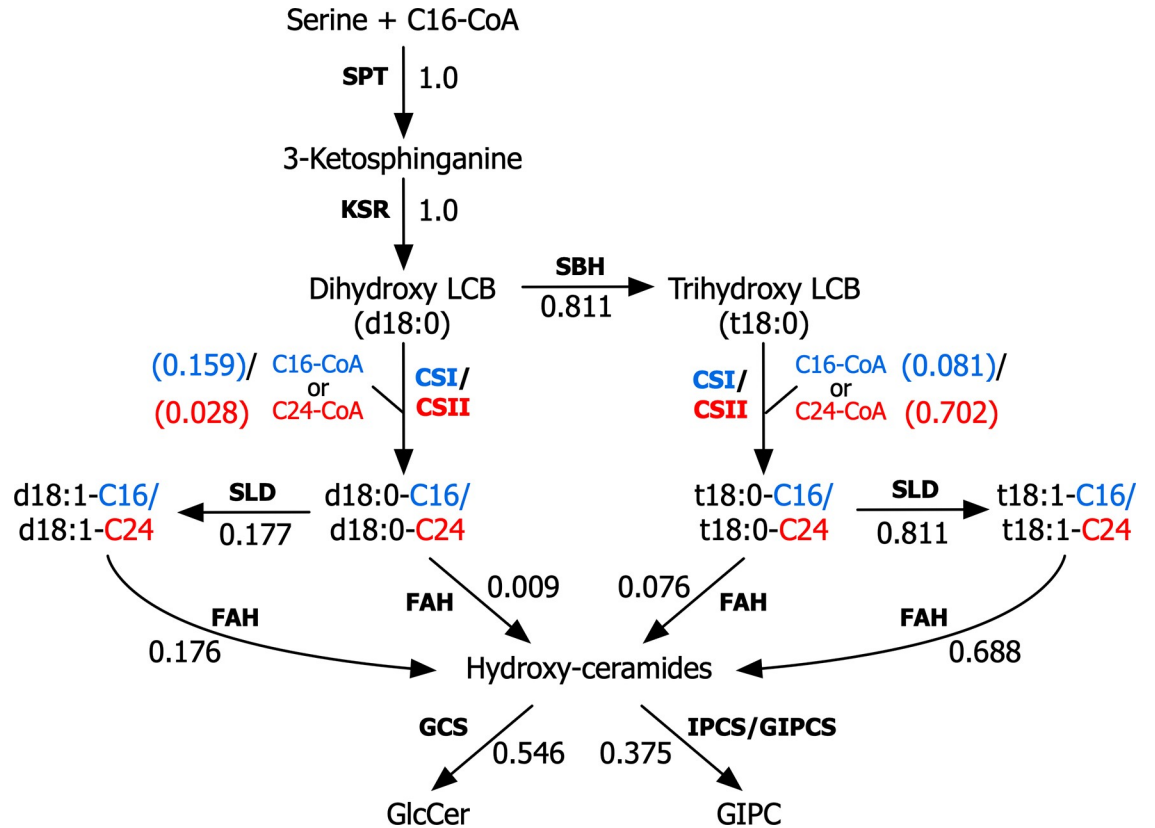 Serine + C16-CoA
SPT 1.0
3-Ketosphinganine
KSR 1.0
Dihydroxy LCB
(d18:0)
SBH
0.811
Trihydroxy LCB
(t18:0)
(0.159)/ C16-CoA
or
(0.028) C24-CoA
CSI/
CSII
CSI/
CSII
C16-CoA (0.081)/
or
C24-CoA (0.702)
d18:1-C16/
d18:1-C24
SLD
0.177
d18:0-C16/
d18:0-C24
t18:0-C16/
t18:0-C24
SLD
0.811
t18:1-C16/
t18:1-C24
FAH
0.176
FAH
0.009
0.076
FAH
FAH
0.688
Hydroxy-ceramides
GCS
0.546
0.375
IPCS/GIPCS
GlcCer
GIPC